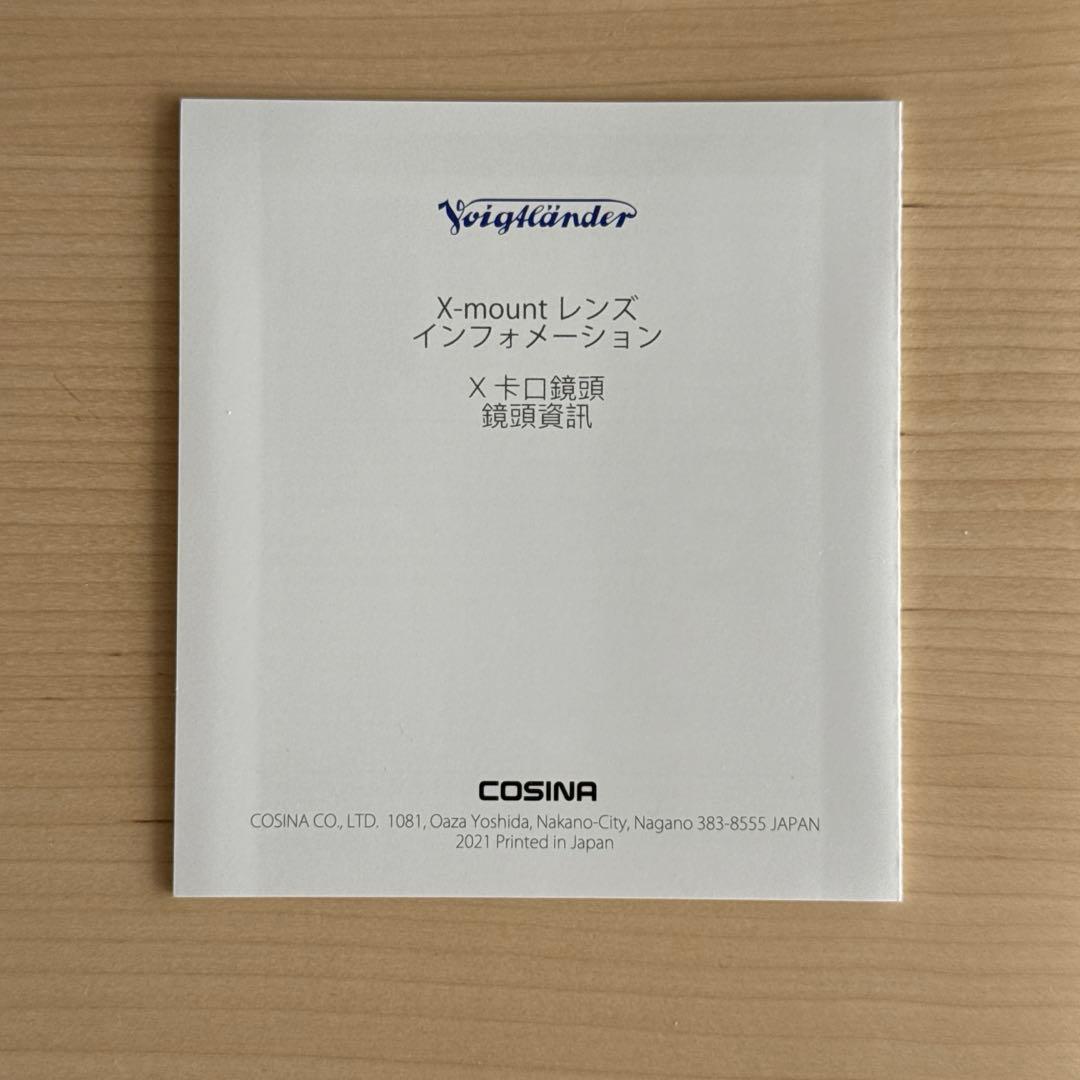 Voigtländer
X-mount レンズ
インフォメーション
X 卡口鏡頭
鏡頭資訊
COSINA
COSINA CO., LTD. 1081, Oaza Yoshida, Nakano-City, Nagano 383-8555 JAPAN
2021 Printed in Japan